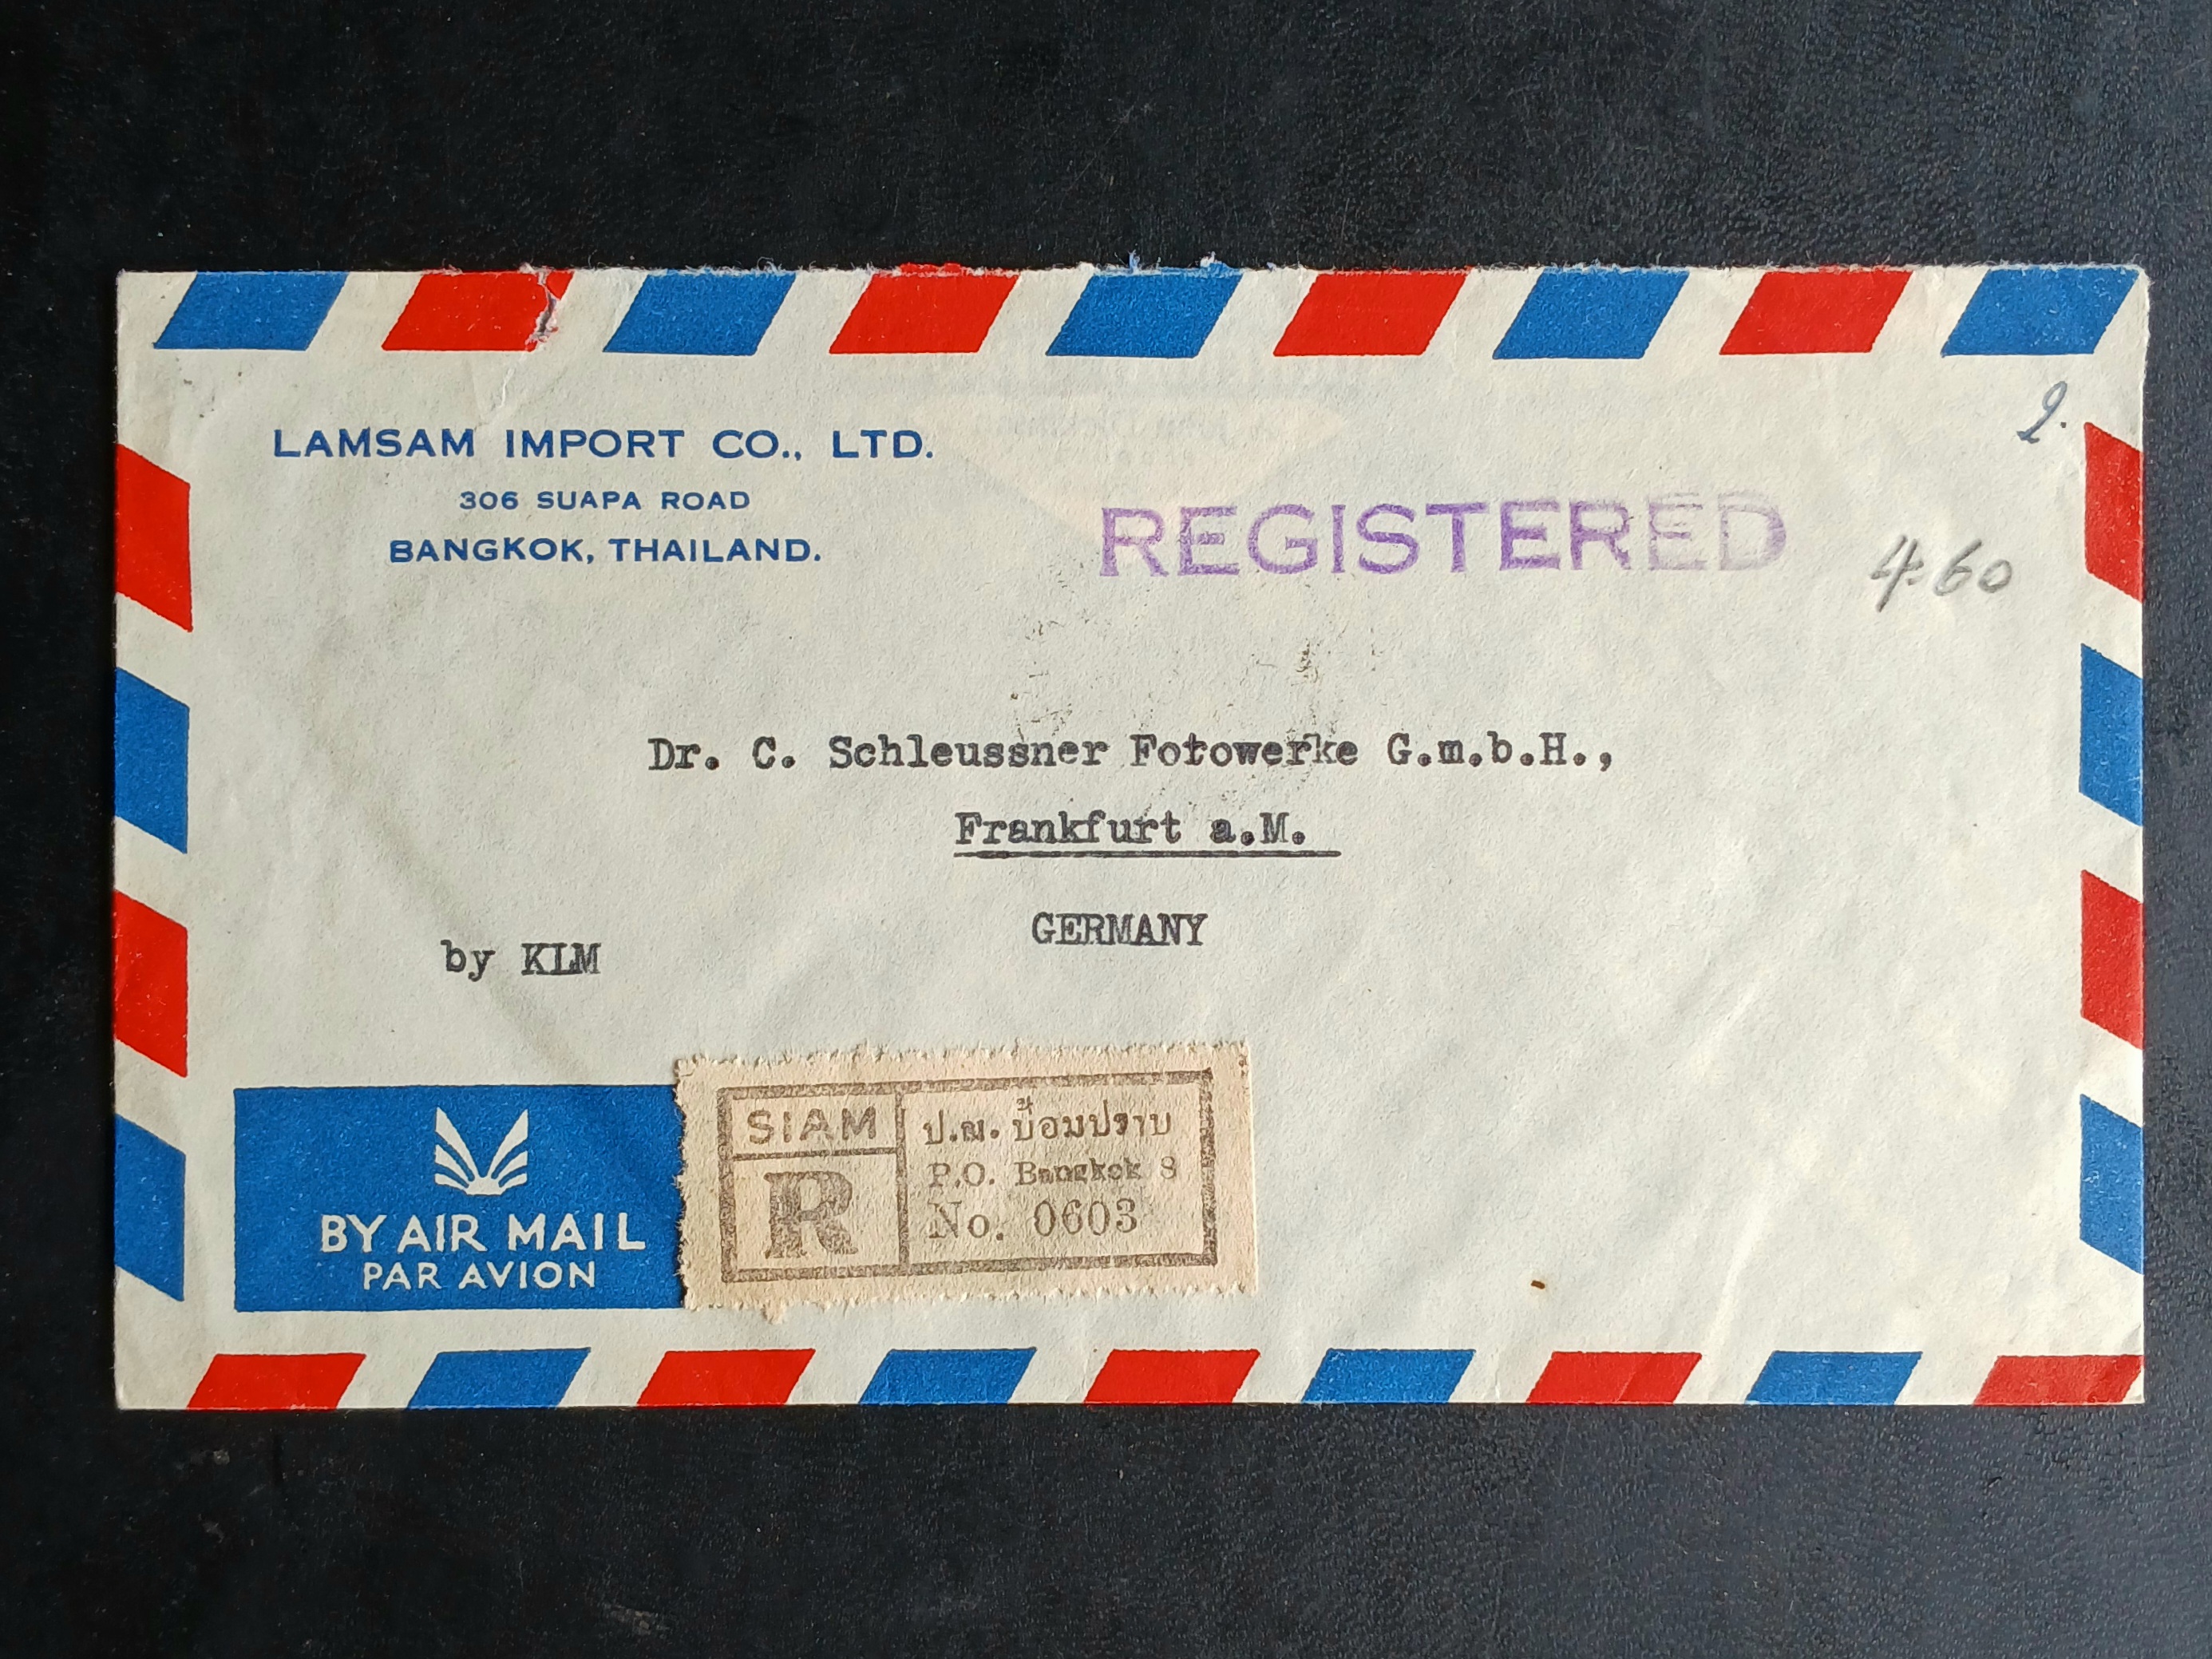 LAMSAM IMPORT CO., LTD.
306 SUAPA ROAD
BANGKOK, THAILAND.
2.
REGISTERED
4.60
Dr. C. Schleussner Fotowerke G.m.b.H.,
Frankfurt a.M.
GERMANY
by KLM
BY AIR MAIL
PAR AVION
SIAM
R
ป.ณ. ป้อมปราบ
P.O. Bangkok 8
No. 0603